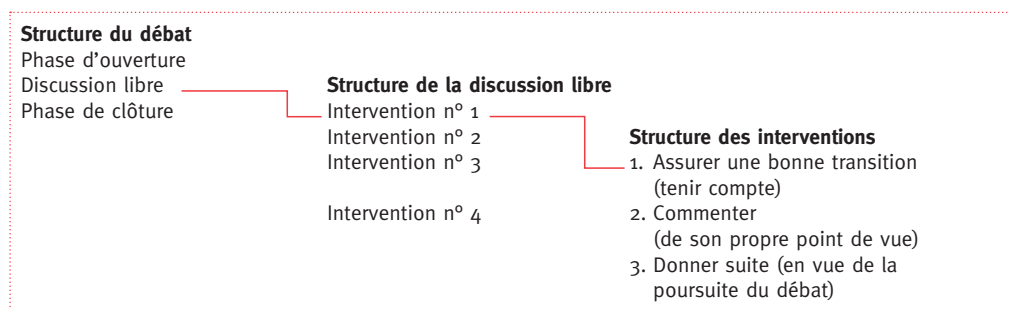 Structure du débat
Phase d'ouverture
Discussion libre
Phase de clôture
Structure de la discussion libre
Intervention nº 1
Intervention nº 2
Intervention nº 3
Intervention nº 4
Structure des interventions
1. Assurer une bonne transition
(tenir compte)
2. Commenter
(de son propre point de vue)
3. Donner suite (en vue de la
poursuite du débat)